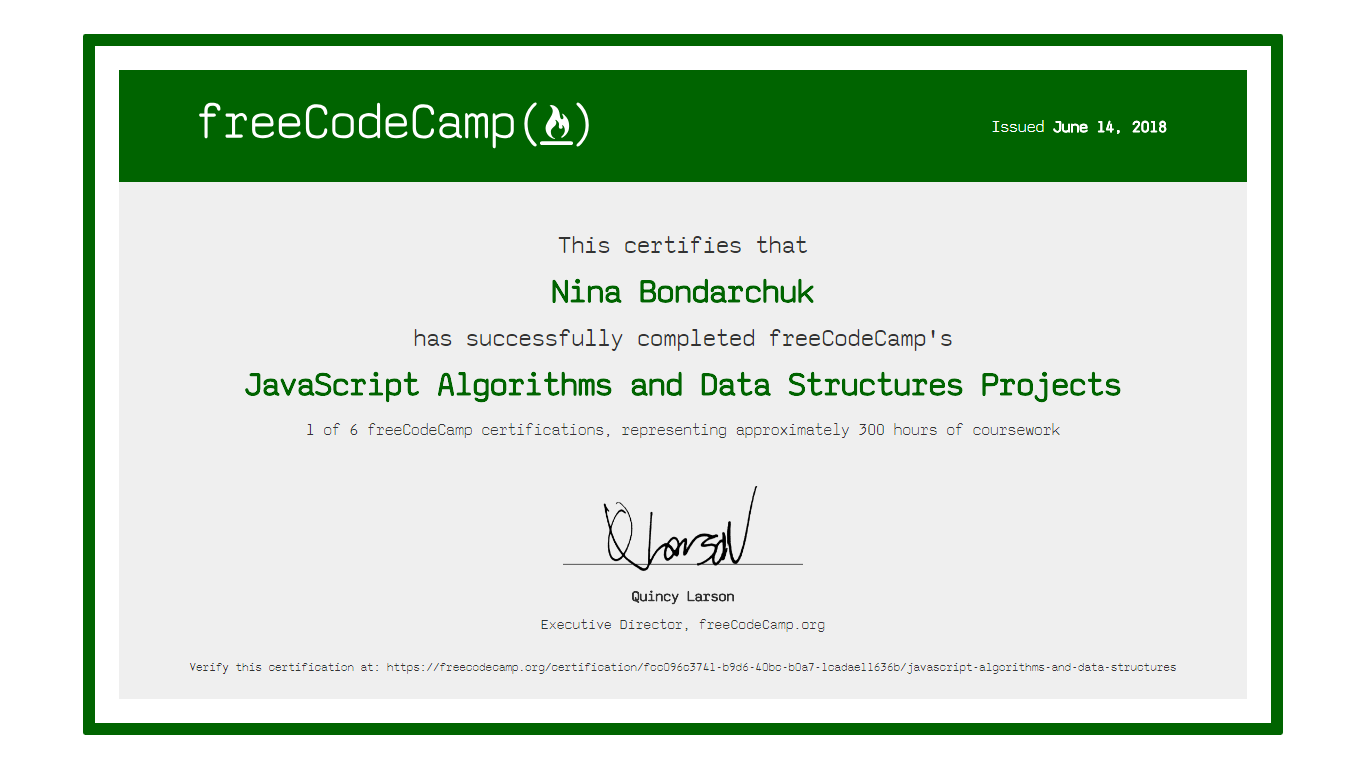 freeCodeCamp(🔥)
Issued June 14, 2018
This certifies that
Nina Bondarchuk
has successfully completed freeCodeCamp's
JavaScript Algorithms and Data Structures Projects
1 of 6 freeCodeCamp certifications, representing approximately 300 hours of coursework
Q Larson
Quincy Larson
Executive Director, freeCodeCamp.org
Verify this certification at: https://freecodecamp.org/certification/fcc096c3741-b9d6-40bc-b0a7-1cadae11636b/javascript-algorithms-and-data-structures